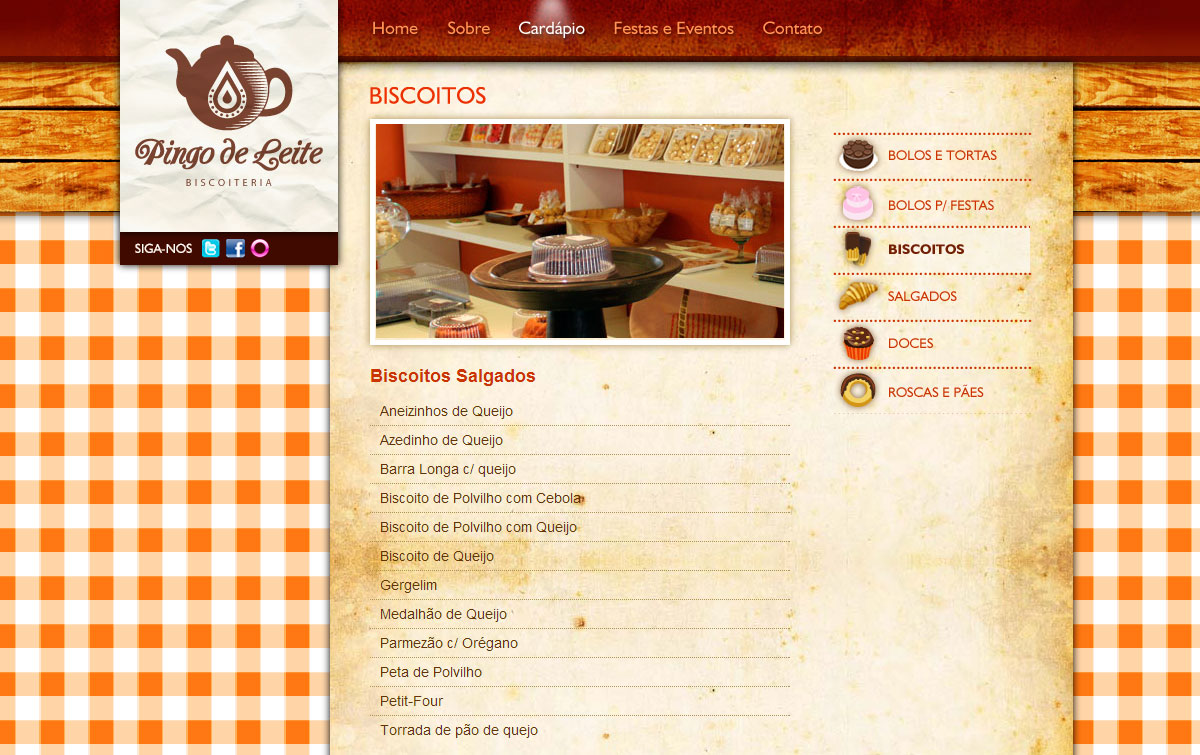 Home Sobre Cardápio Festas e Eventos Contato
Pingo de Leite
BISCOITERIA
SIGA-NOS
BISCOITOS
BOLOS E TORTAS
BOLOS P/ FESTAS
BISCOITOS
SALGADOS
DOCES
ROSCAS E PÃES
Biscoitos Salgados
Aneizinhos de Queijo
Azedinho de Queijo
Barra Longa c/ queijo
Biscoito de Polvilho com Cebola
Biscoito de Polvilho com Queijo
Biscoito de Queijo
Gergelim
Medalhão de Queijo
Parmezão c/ Orégano
Peta de Polvilho
Petit-Four
Torrada de pão de queijo